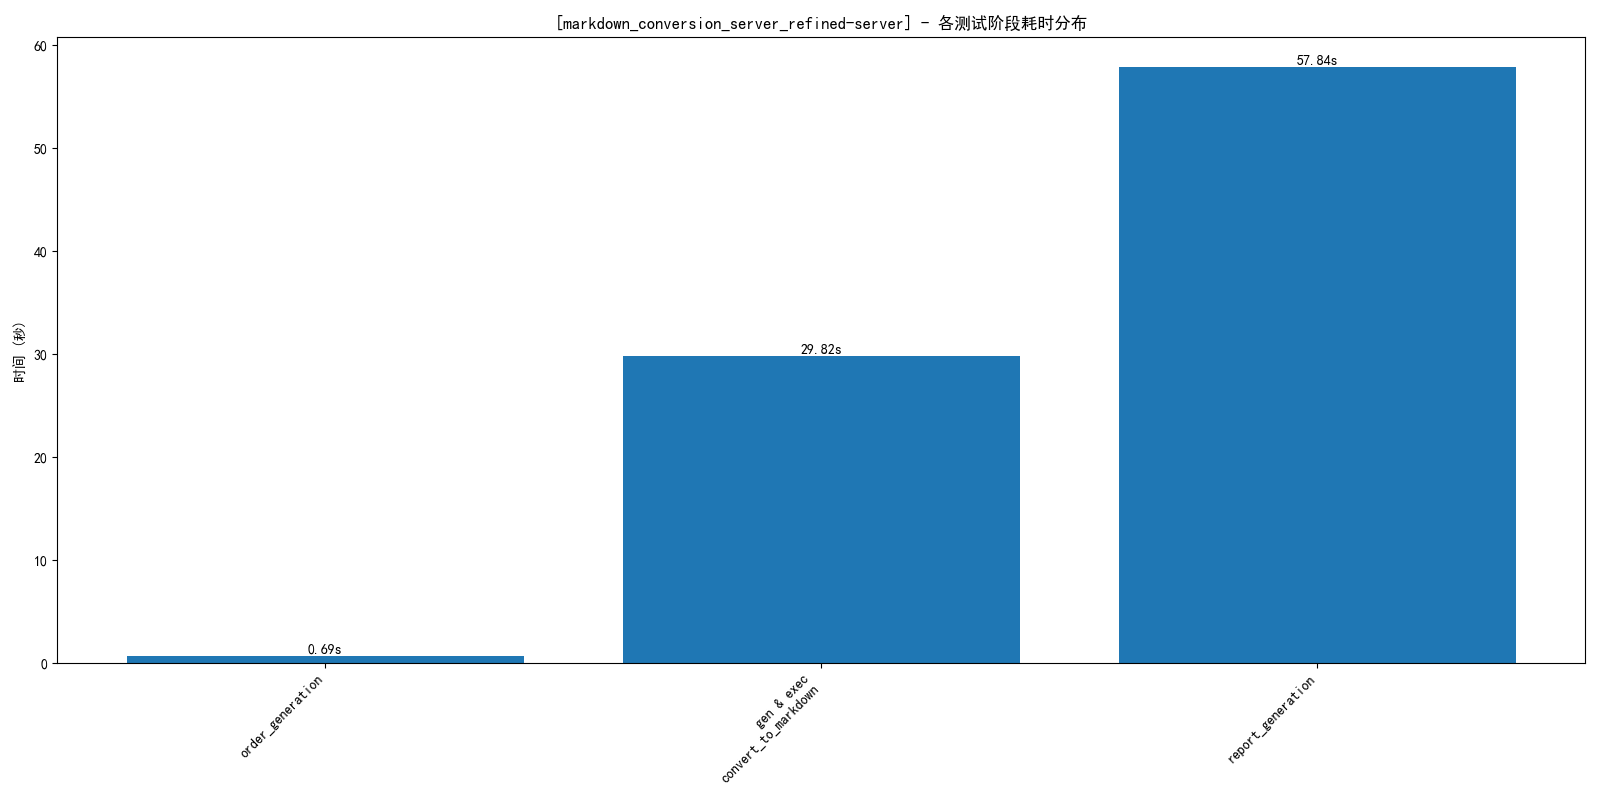 [markdown_conversion_server_refined-server] - 各测试阶段耗时分布
时间 (秒)
60
50
40
30
20
10
0
0.69s
29.82s
57.84s
order_generation
gen & exec
convert_to_markdown
report_generation